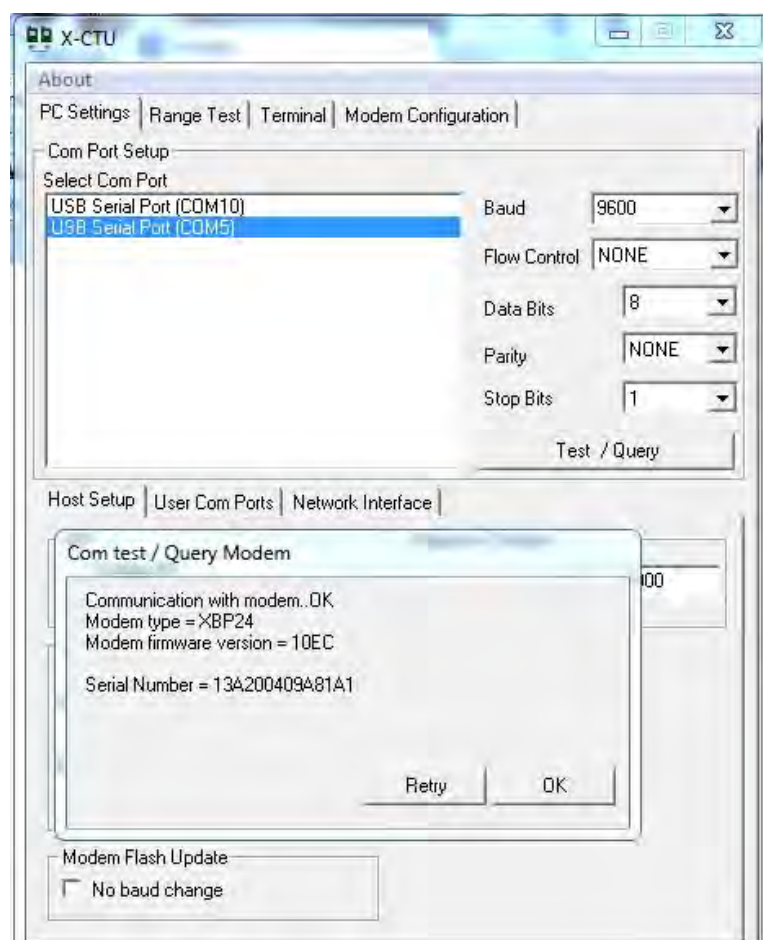 X-CTU
About
PC Settings Range Test Terminal Modem Configuration
Com Port Setup
Select Com Port
USB Serial Port (COM10)
USB Serial Port (COM5)
Baud 9600
Flow Control NONE
Data Bits 8
Parity NONE
Stop Bits 1
Test / Query
Host Setup User Com Ports Network Interface
Com test / Query Modem
Communication with modem..OK
Modem type = XBP24
Modem firmware version = 10EC
Serial Number = 13A200409A81A1
Retry OK
Modem Flash Update
No baud change